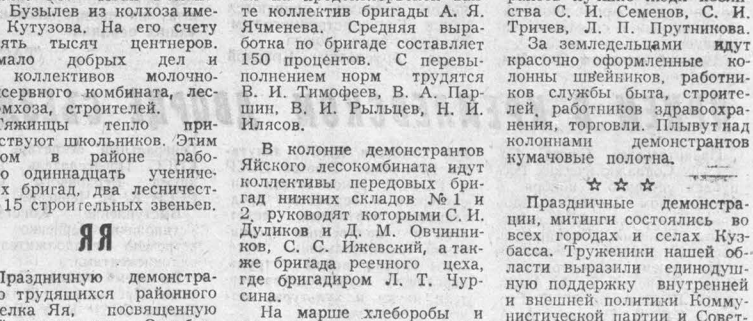 Бузылев из колхоза име-
Кутузова. На его счету
ять тысяч центнеров.
мало добрых дел и
коллективов молочно-
сервного комбината, лес-
мхоза, строителей.
яжинцы тепло при-
ствуют школьников. Этим
ом в районе рабо-
о одиннадцать учениче-
х бригад, два лесничест-
15 строительных звеньев.
ЯЯ
Праздничную демонстра-
ю трудящихся районного
елка Яя, посвященную
те коллектив бригады А. Я.
Ячменева. Средняя выра-
ботка по бригаде составляет
150 процентов. С перевы-
полнением норм трудятся
В. И. Тимофеев, В. А. Пар-
шин, В. И. Рыльцев, Н. Й.
Илясов.
В колонне демонстрантов
Яйского лесокомбината идут
коллективы передовых бри-
гад нижних складов № 1 и
2, руководят которыми С. И.
Дуликов и Д. М. Овчинни-
ков, С. С. Ижевский, а так-
же бригада реечного цеха,
где бригадиром Л. Т. Чур-
сина.
На марше хлеборобы и
ства С. И. Семенов, С. И.
Тричев, Л. П. Прутникова.
За земледельцами идут
красочно оформленные ко-
лонны швейников, работни-
ков службы быта, строите-
лей, работников здравоохра-
нения, торговли. Плывут над
колоннами демонстрантов
кумачовые полотна.
☆ ☆ ☆
Праздничные демонстра-
ции, митинги состоялись во
всех городах и селах Куз-
басса. Труженики нашей об-
ласти выразили единодуш-
ную поддержку внутренней
и внешней политики Комму-
нистической партии и Совет-